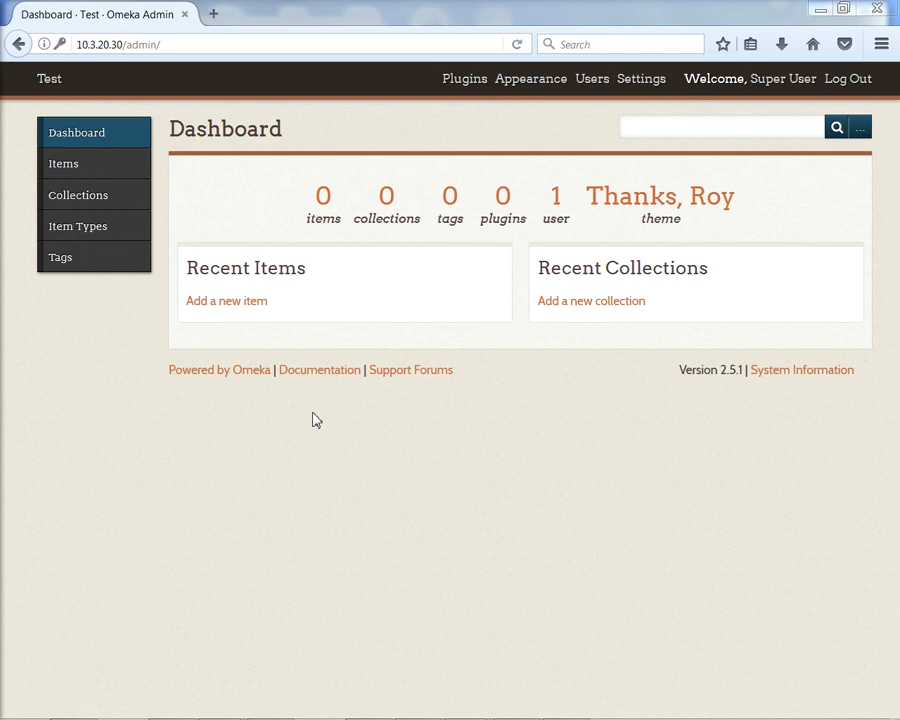 Dashboard · Test · Omeka Admin
10.3.20.30/admin/
Search
Test
Plugins Appearance Users Settings Welcome, Super User Log Out
Dashboard
Items
Collections
Item Types
Tags
Dashboard
...
0 0 0 0 1 Thanks, Roy
items collections tags plugins user theme
Recent Items
Add a new item
Recent Collections
Add a new collection
Powered by Omeka | Documentation | Support Forums
Version 2.5.1 | System Information